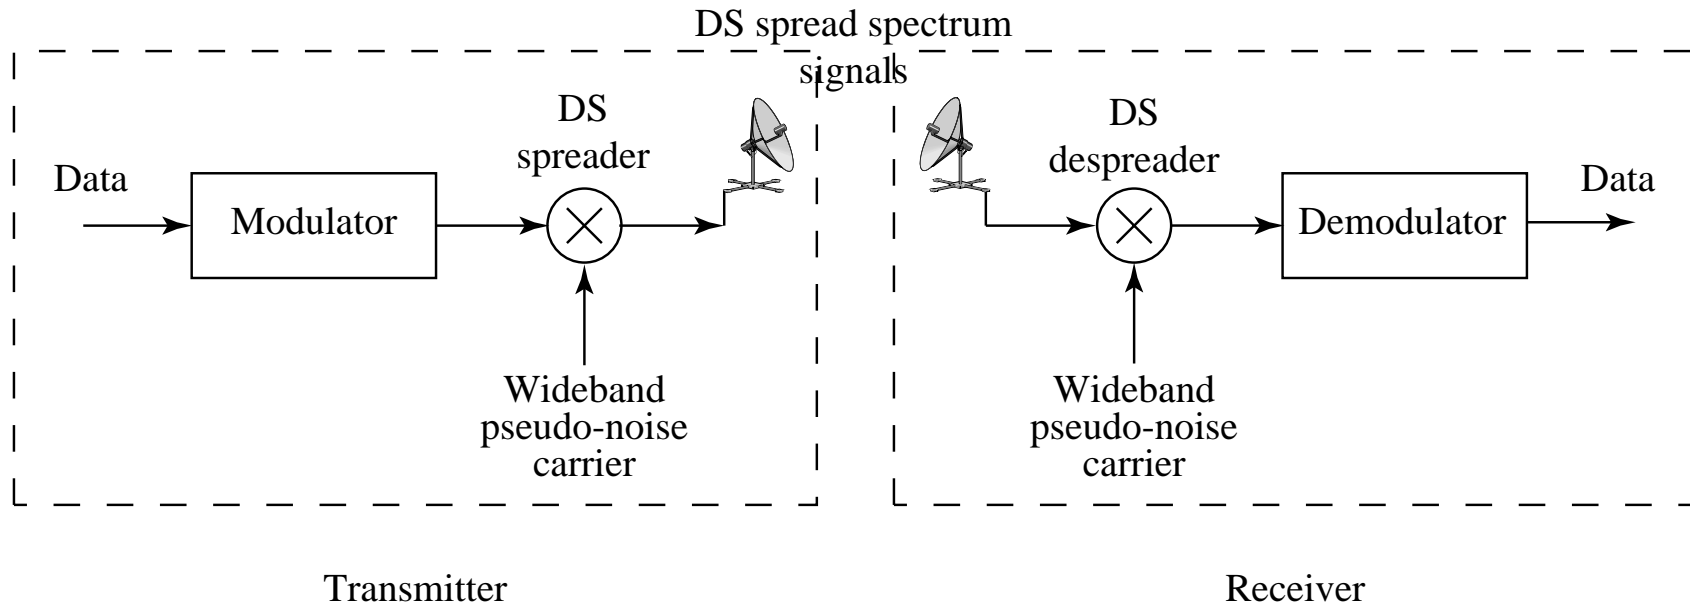 DS spread spectrum
signals
DS
spreader
Data
Modulator
Wideband
pseudo-noise
carrier
DS
despreader
Demodulator
Data
Wideband
pseudo-noise
carrier
Transmitter
Receiver